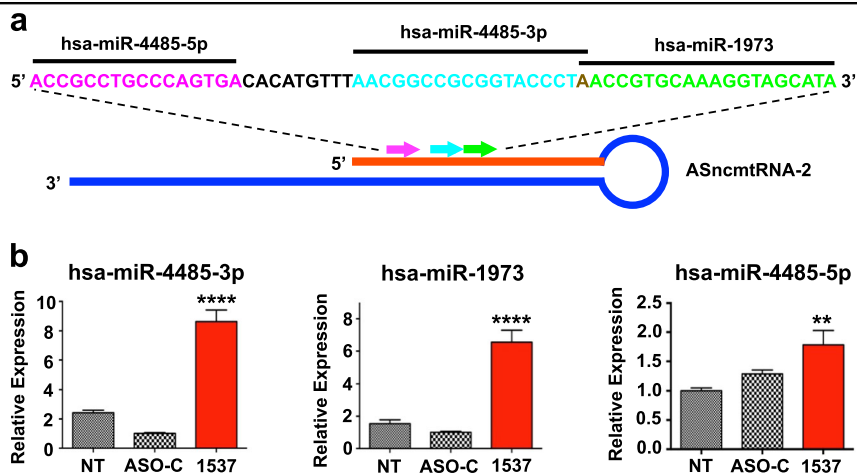 a
hsa-miR-4485-5p hsa-miR-4485-3p hsa-miR-1973
5’ ACCGCCTGCCCAGTGACACATGTTTAACGGCCGCGGTACCCTAACCGTGCAAAGGTAGCATA 3’
5’
3’
ASncmtRNA-2
b
hsa-miR-4485-3p
Relative Expression
10
8
6
4
2
0
****
NT ASO-C 1537
hsa-miR-1973
Relative Expression
8
6
4
2
0
****
NT ASO-C 1537
hsa-miR-4485-5p
Relative Expression
2.5
2.0
1.5
1.0
0.5
0.0
**
NT ASO-C 1537